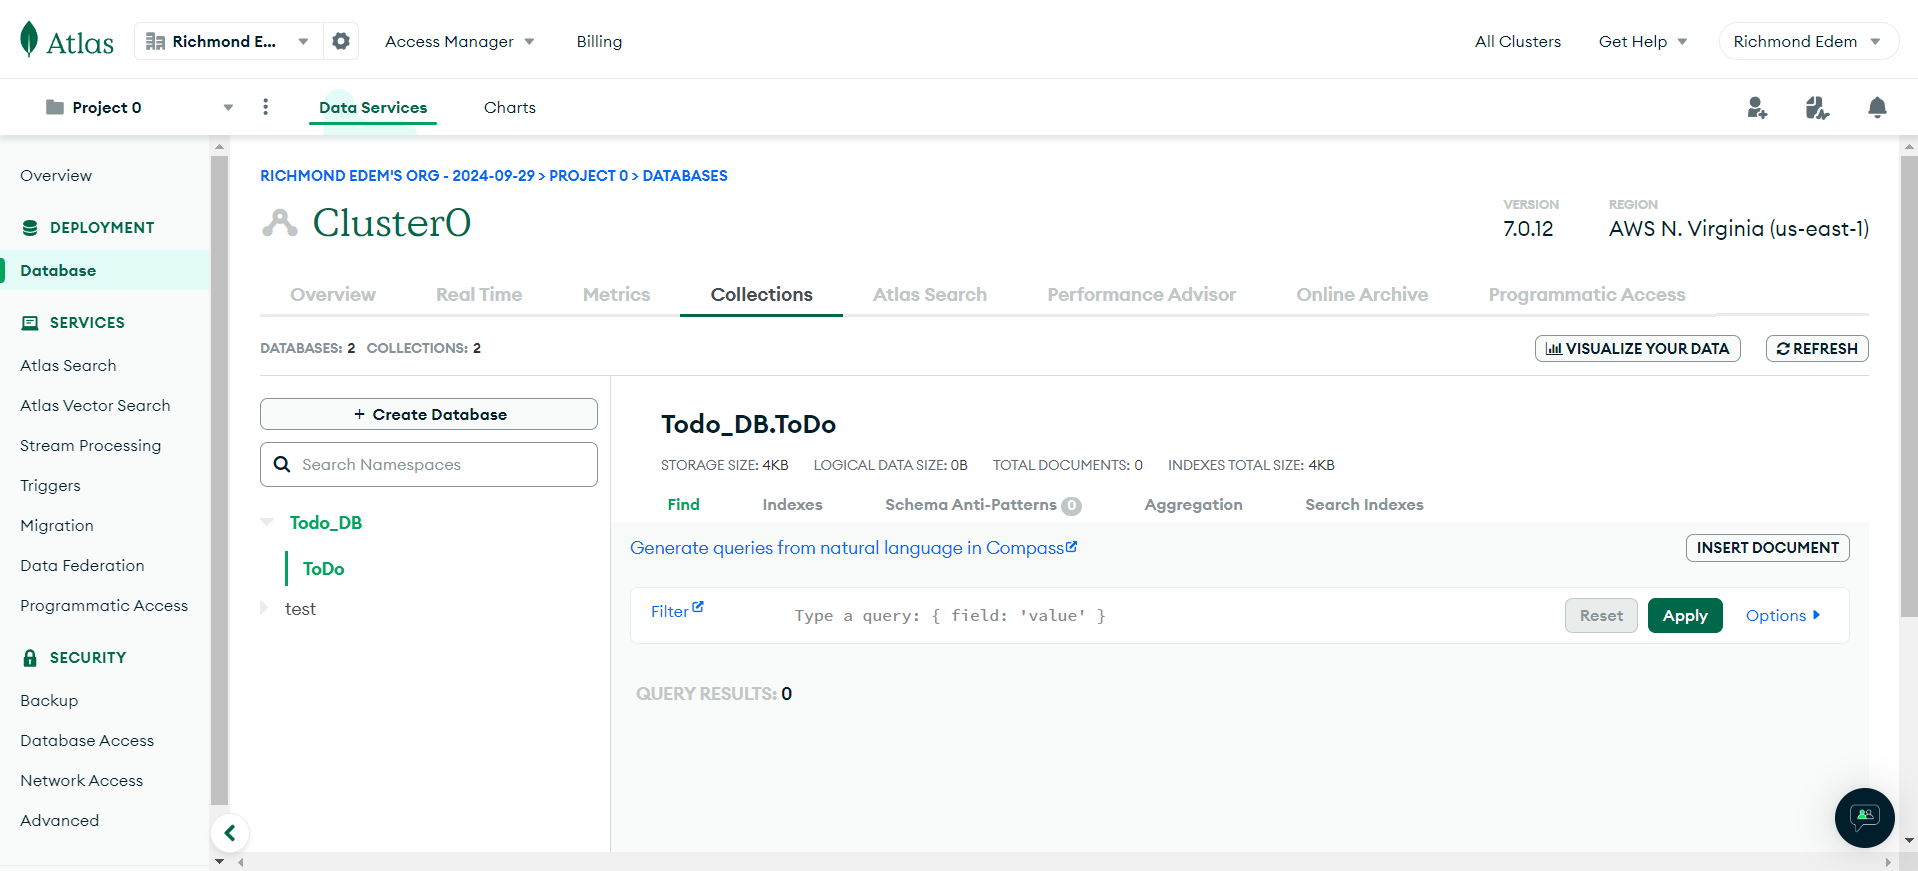 Atlas
Richmond E...
Access Manager
Billing
All Clusters
Get Help
Richmond Edem
Project 0
Data Services
Charts
Overview
DEPLOYMENT
Database
SERVICES
Atlas Search
Atlas Vector Search
Stream Processing
Triggers
Migration
Data Federation
Programmatic Access
SECURITY
Backup
Database Access
Network Access
Advanced
RICHMOND EDEM'S ORG - 2024-09-29 > PROJECT 0 > DATABASES
Cluster0
VERSION
7.0.12
REGION
AWS N. Virginia (us-east-1)
Overview
Real Time
Metrics
Collections
Atlas Search
Performance Advisor
Online Archive
Programmatic Access
DATABASES: 2 COLLECTIONS: 2
VISUALIZE YOUR DATA
REFRESH
+ Create Database
Search Namespaces
Todo_DB
ToDo
test
Todo_DB.ToDo
STORAGE SIZE: 4KB LOGICAL DATA SIZE: 0B TOTAL DOCUMENTS: 0 INDEXES TOTAL SIZE: 4KB
Find
Indexes
Schema Anti-Patterns 0
Aggregation
Search Indexes
Generate queries from natural language in Compass
INSERT DOCUMENT
Filter
Type a query: { field: 'value' }
Reset
Apply
Options
QUERY RESULTS: 0